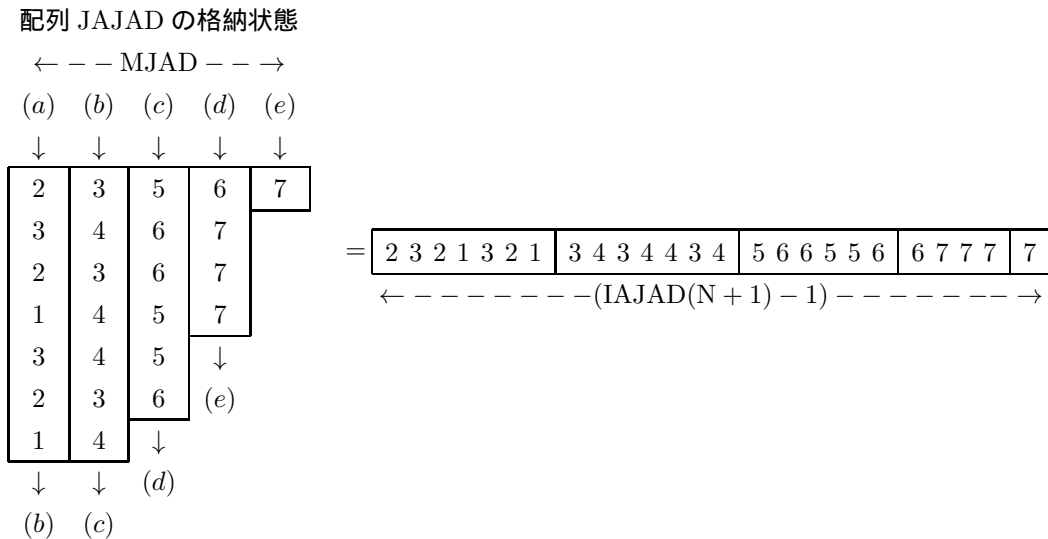 配列 JAJAD の格納状態
← − − MJAD − − →
(a) (b) (c) (d) (e)
↓ ↓ ↓ ↓ ↓
2 3 5 6 7
3 4 6 7
2 3 6 7
1 4 5 7
3 4 5 ↓
2 3 6 (e)
1 4 ↓
↓ ↓ (d)
(b) (c)
= 2 3 2 1 3 2 1 3 4 3 4 4 3 4 5 6 6 5 5 6 6 7 7 7 7
← − − − − − − − −(IAJAD(N + 1) − 1) − − − − − − − →